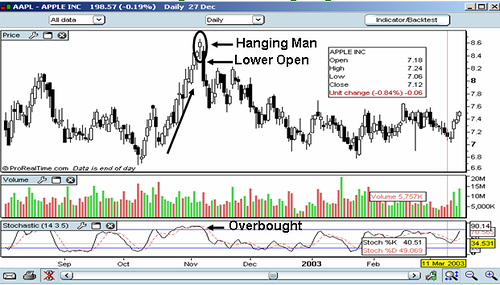 AAPL - APPLE INC 198.57 (-0.19%) Daily 27 Dec
All data Daily Indicator/Backtest
Price
8.6
Hanging Man
8.4
Lower Open
8.2
APPLE INC
Open 7.18
High 7.24
Low 7.06
Close 7.12
Unit change (-0.84%) -0.06
8
7.8
7.6
7.4
7.2
7
6.8
©ProRealTime.com Data is end of day
Volume
20M
15M
Volume 5,757K
10M
5,000K
Stochastic (14 3 5)
Overbought
90.14
Stoch %K 40.51
Stoch %D 49.069
34.531
Sep Oct Nov Dec 2003 Feb 11 Mar 2003